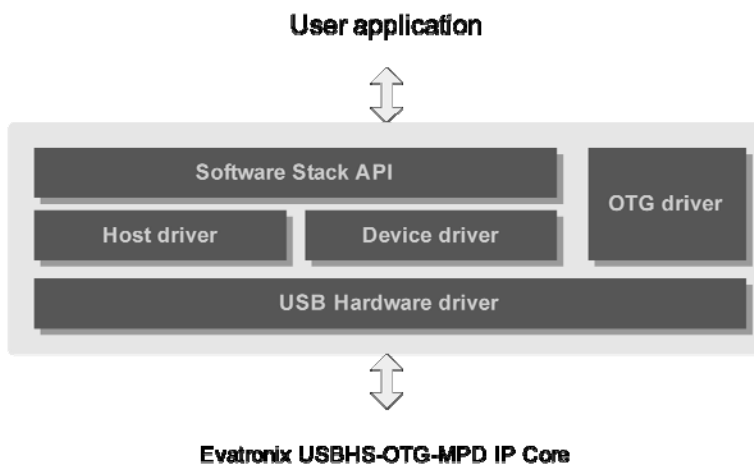 User application
Software Stack API
OTG driver
Host driver
Device driver
USB Hardware driver
Evatronix USBHS-OTG-MPD IP Core